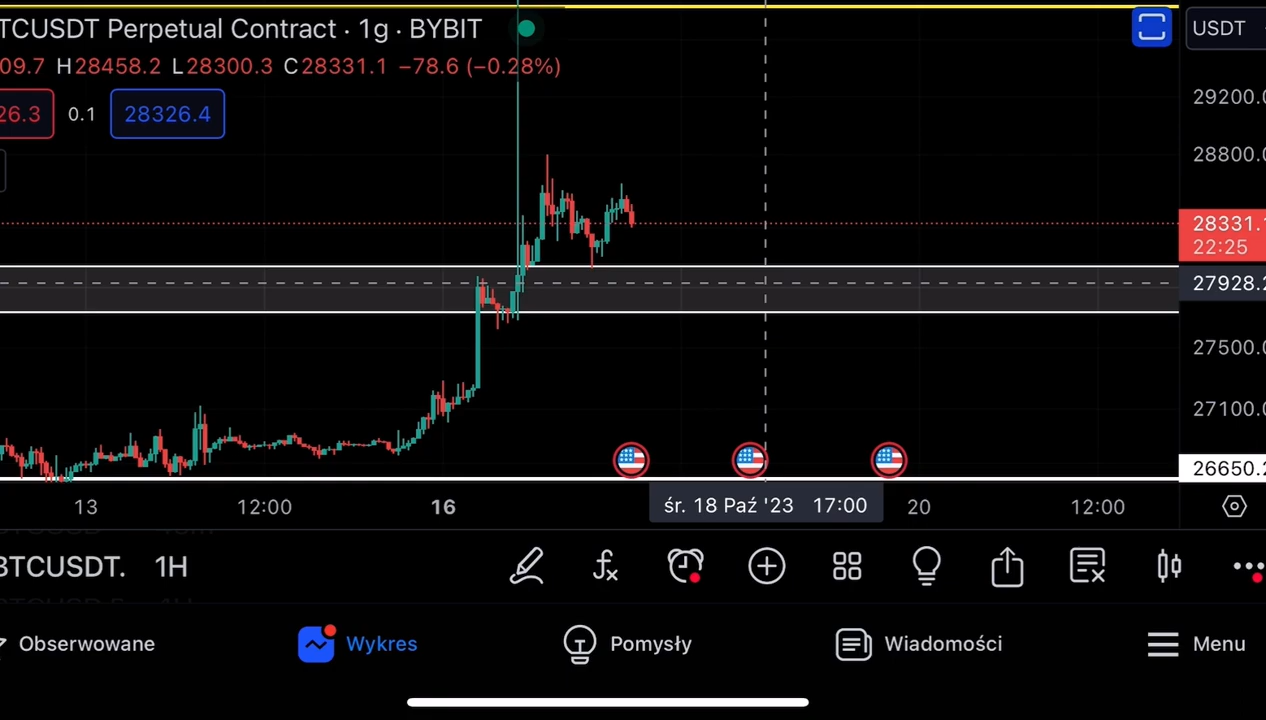 TCUSDT Perpetual Contract · 1g · BYBIT
USDT
09.7 H28458.2 L28300.3 C28331.1 −78.6 (−0.28%)
26.3 0.1 28326.4
29200.0
28800.0
28331.1
22:25
27928.2
27500.0
27100.0
26650.2
13 12:00 16 śr. 18 Paź '23 17:00 20 12:00
BTCUSDT. 1H
Obserwowane Wykres Pomysły Wiadomości Menu